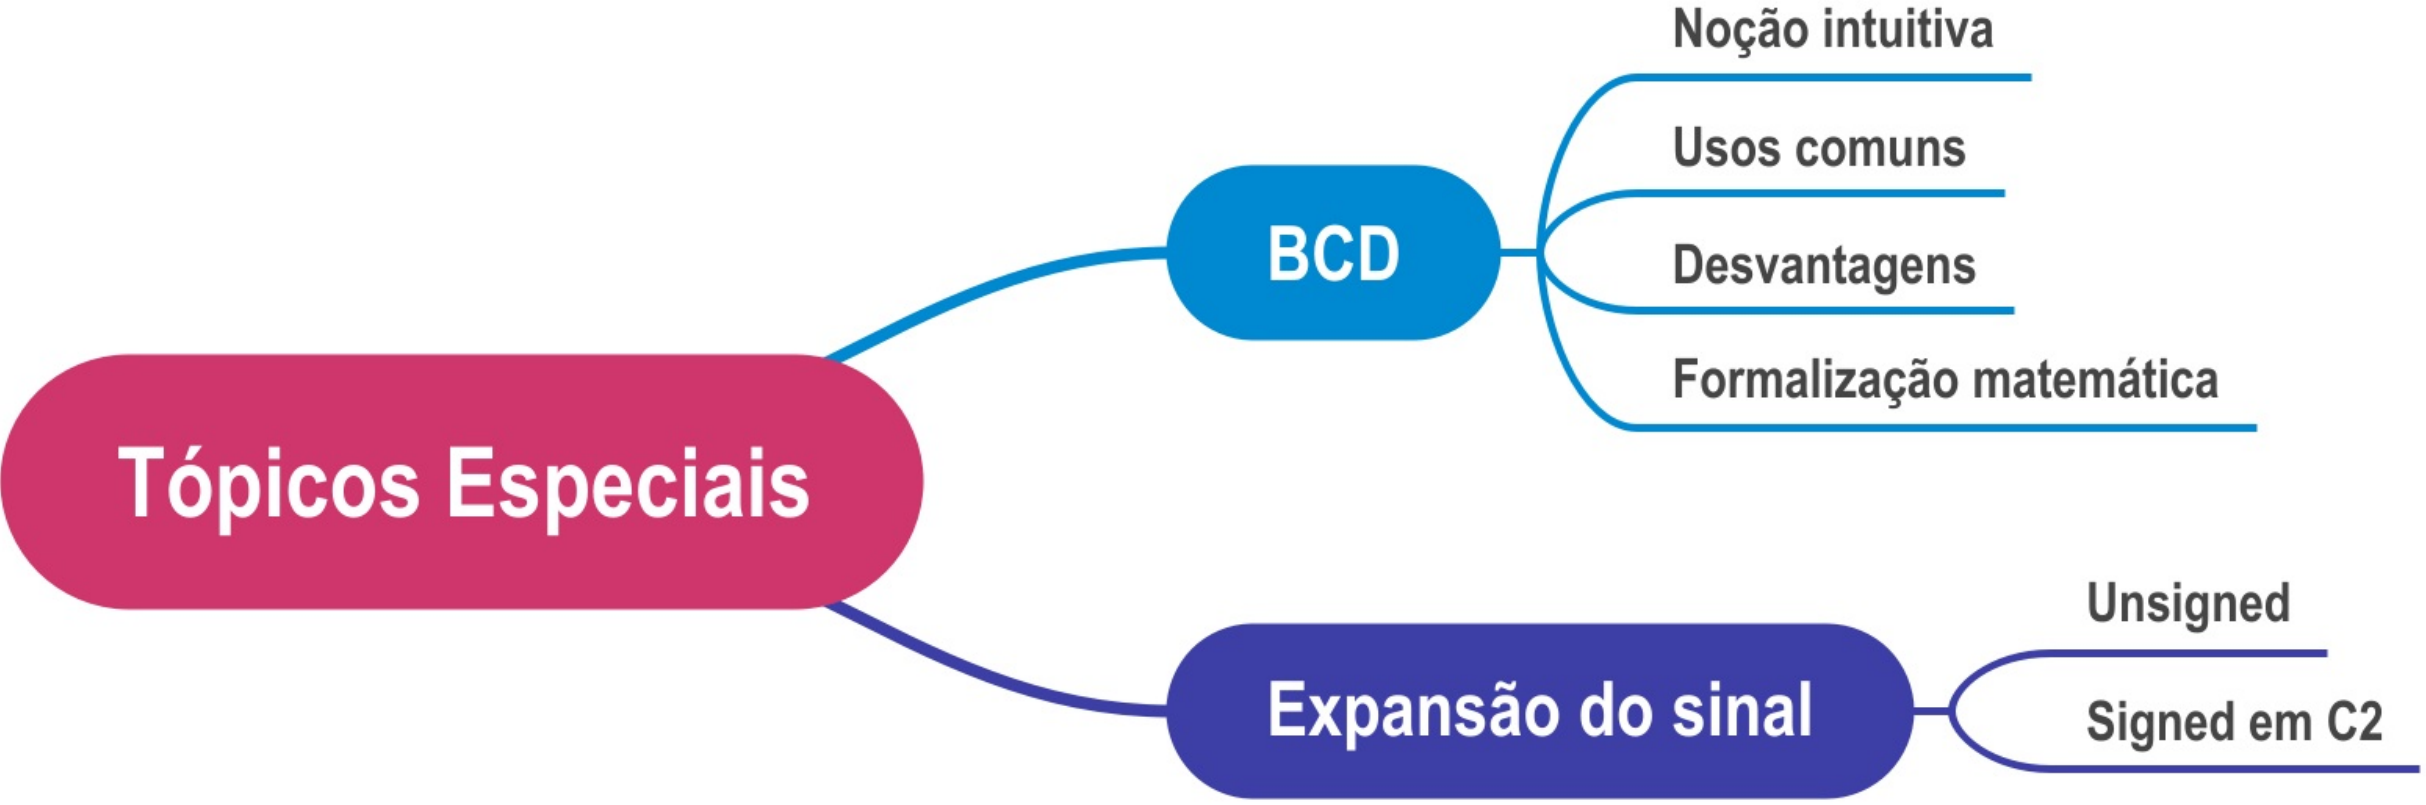 Tópicos Especiais
BCD
Noção intuitiva
Usos comuns
Desvantagens
Formalização matemática
Expansão do sinal
Unsigned
Signed em C2